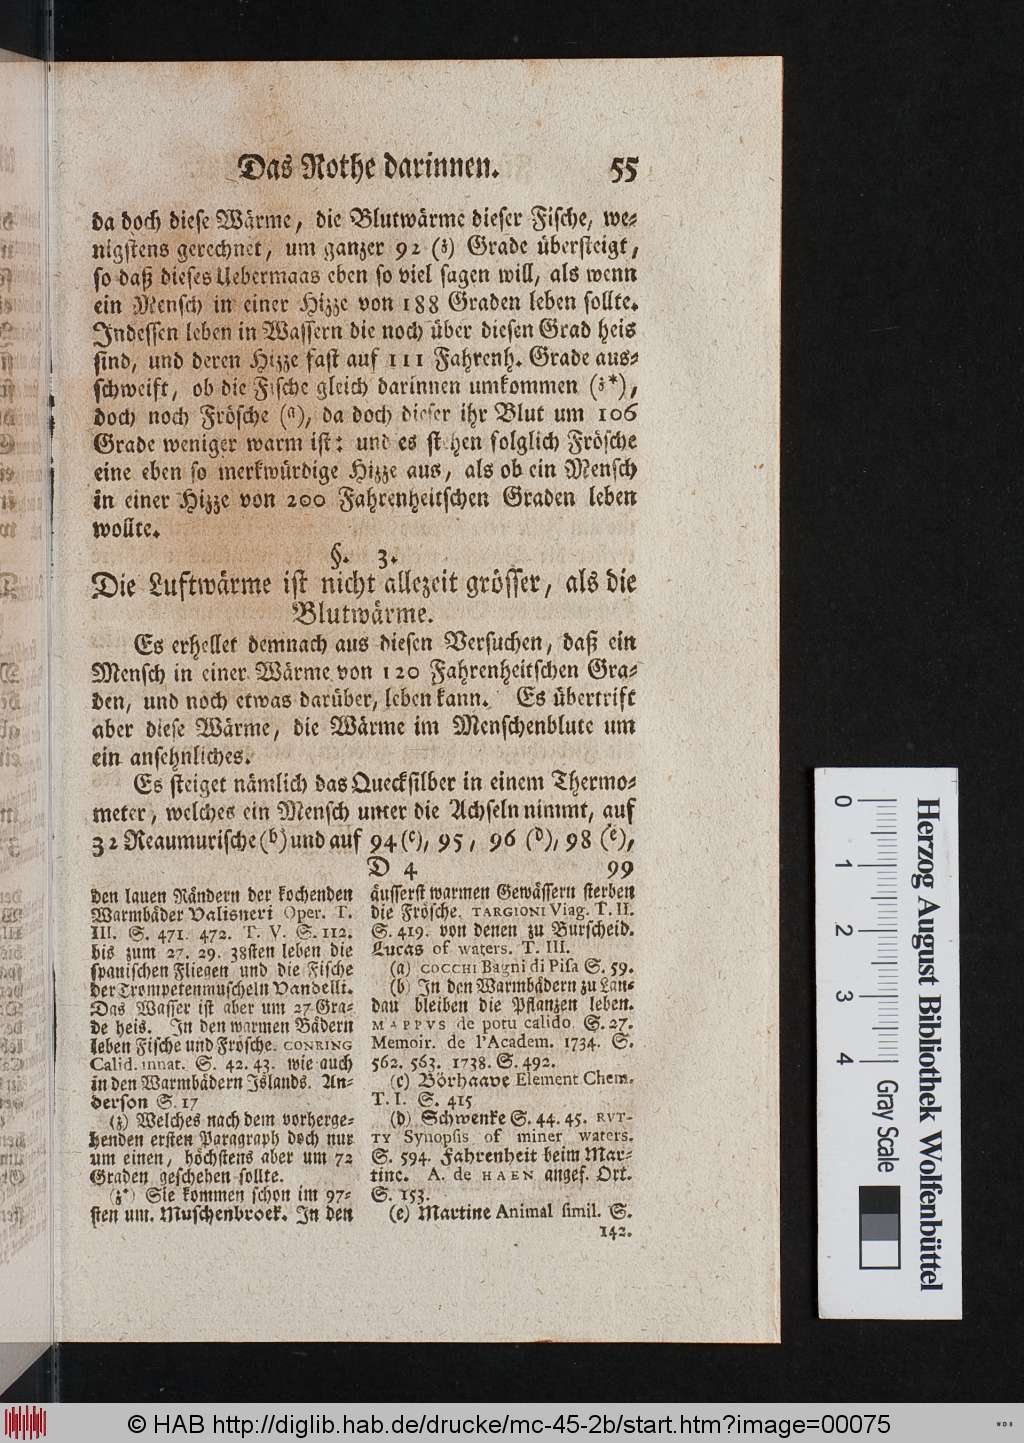 Das Rothe darinnen. 55
da doch diese Wärme, die Blutwärme dieser Fische, we-
nigstens gerechnet, um ganzer 92 (z) Grade übersteigt,
so daß dieses Uebermaas eben so viel sagen will, als wenn
ein Mensch in einer Hizze von 188 Graden leben sollte.
Indessen leben in Wassern die noch über diesen Grad heis
sind, und deren Hizze fast auf 111 Fahrenh. Grade aus-
schweift, ob die Fische gleich darinnen umkommen (z*),
doch noch Frösche (a), da doch dieser ihr Blut um 106
Grade weniger warm ist: und es stehen folglich Frösche
eine eben so merkwürdige Hizze aus, als ob ein Mensch
in einer Hizze von 200 Fahrenheitschen Graden leben
wollte.
§. 3.
Die Luftwärme ist nicht allezeit grösser, als die
Blutwärme.
Es erhellet demnach aus diesen Versuchen, daß ein
Mensch in einer Wärme von 120 Fahrenheitschen Gra-
den, und noch etwas darüber, leben kann. Es übertrift
aber diese Wärme, die Wärme im Menschenblute um
ein ansehnliches.
Es steiget nämlich das Quecksilber in einem Thermo-
meter, welches ein Mensch unter die Achseln nimmt, auf
32 Reaumurische (b) und auf 94 (c), 95, 96 (d), 98 (e),
D 4 99
den lauen Rändern der kochenden
Warmbäder Valisneri Oper. T.
III. S. 471. 472. T. V. S. 112.
bis zum 27. 29. 38sten leben die
spanischen Fliegen und die Fische
der Trompetenmuscheln Vandelli.
Das Wasser ist aber um 27 Gra-
de heis. In den warmen Bädern
leben Fische und Frösche. CONRING
Calid. innat. S. 42. 43. wie auch
in den Warmbädern Islands. An-
derson S. 17
(z) Welches nach dem vorherge-
henden ersten Paragraph doch nur
um einen, höchstens aber um 72
Graden geschehen sollte.
(z*) Sie kommen schon im 97-
sten um. Muschenbroek. In den
äusserst warmen Gewässern sterben
die Frösche. TARGIONI Viag. T. II.
S. 419. von denen zu Burscheid.
Lucas of waters. T. III.
(a) COCCHI Bagni di Pisa S. 59.
(b) In den Warmbädern zu Lan-
dau bleiben die Pflanzen leben.
MAPPVS de potu calido S. 27.
Memoir. de l'Academ. 1734. S.
562. 563. 1738. S. 492.
(c) Börhaave Element Chem.
T. I. S. 415
(d) Schwenke S. 44. 45. RVT-
TY Synopsis of miner waters.
S. 594. Fahrenheit beim Mar-
tine. A. de HAEN anges. Ort.
S. 153.
(e) Martine Animal simil. S.
142.
Herzog August Bibliothek Wolfenbüttel
0 1 2 3 4 Gray Scale
© HAB http://diglib.hab.de/drucke/mc-45-2b/start.htm?image=00075